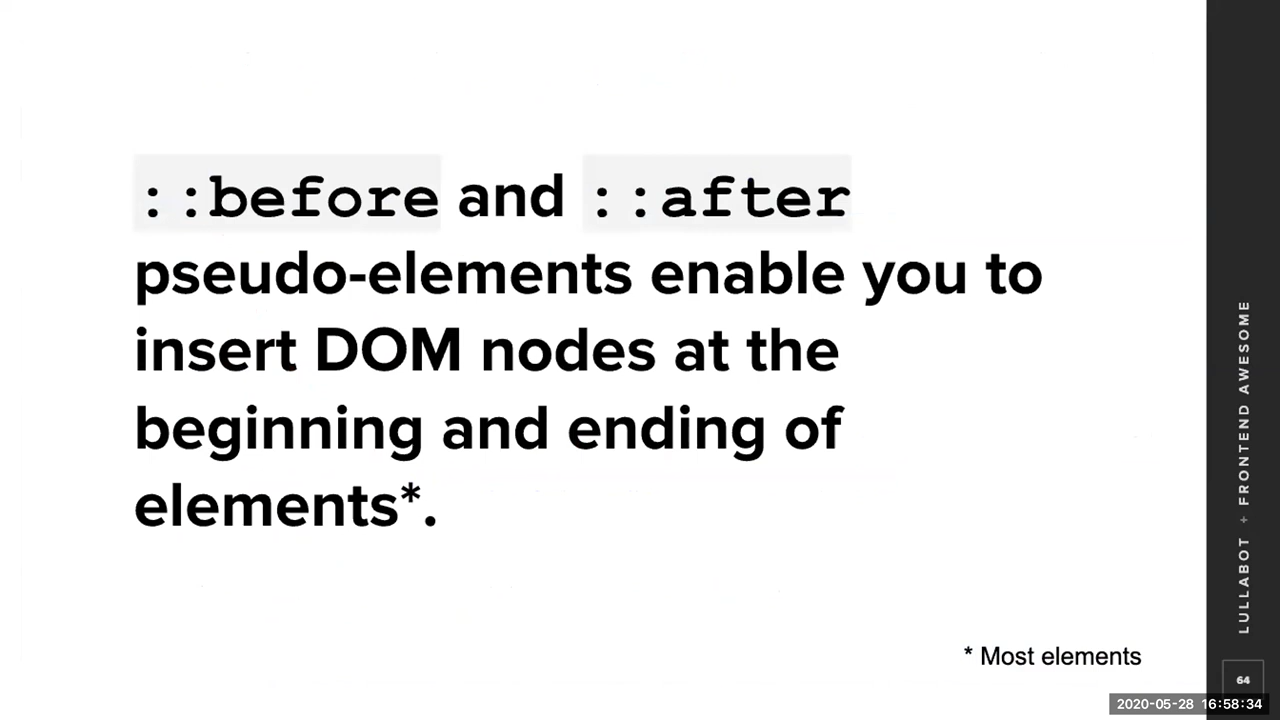 ::before and ::after
pseudo-elements enable you to
insert DOM nodes at the
beginning and ending of
elements*.
* Most elements
LULLABOT + FRONTEND AWESOME
64
2020-05-28 16:58:34